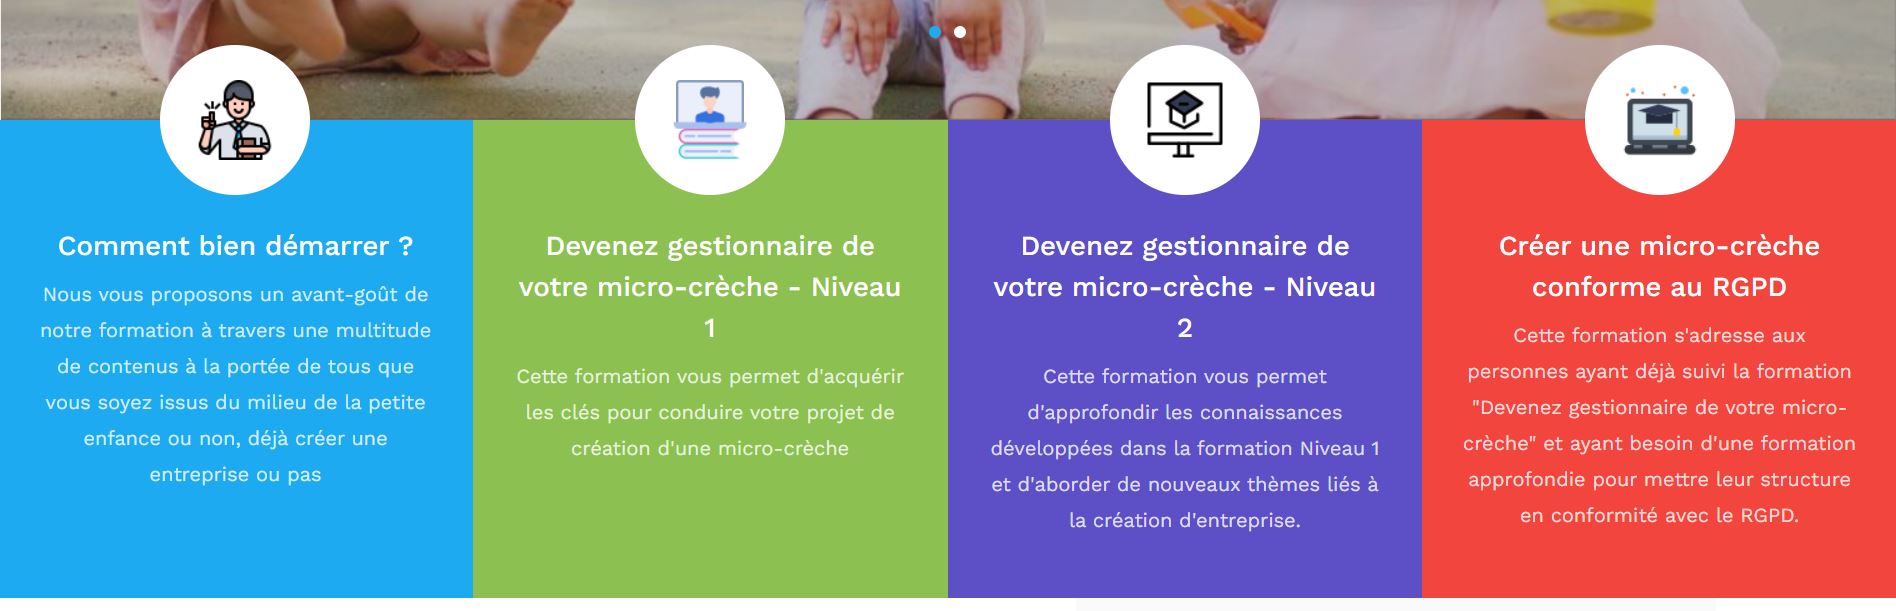 Comment bien démarrer ?
Nous vous proposons un avant-goût de
notre formation à travers une multitude
de contenus à la portée de tous que
vous soyez issus du milieu de la petite
enfance ou non, déjà créer une
entreprise ou pas
Devenez gestionnaire de
votre micro-crèche - Niveau
1
Cette formation vous permet d'acquérir
les clés pour conduire votre projet de
création d'une micro-crèche
Devenez gestionnaire de
votre micro-crèche - Niveau
2
Cette formation vous permet
d'approfondir les connaissances
développées dans la formation Niveau 1
et d'aborder de nouveaux thèmes liés à
la création d'entreprise.
Créer une micro-crèche
conforme au RGPD
Cette formation s'adresse aux
personnes ayant déjà suivi la formation
"Devenez gestionnaire de votre micro-
crèche" et ayant besoin d'une formation
approfondie pour mettre leur structure
en conformité avec le RGPD.